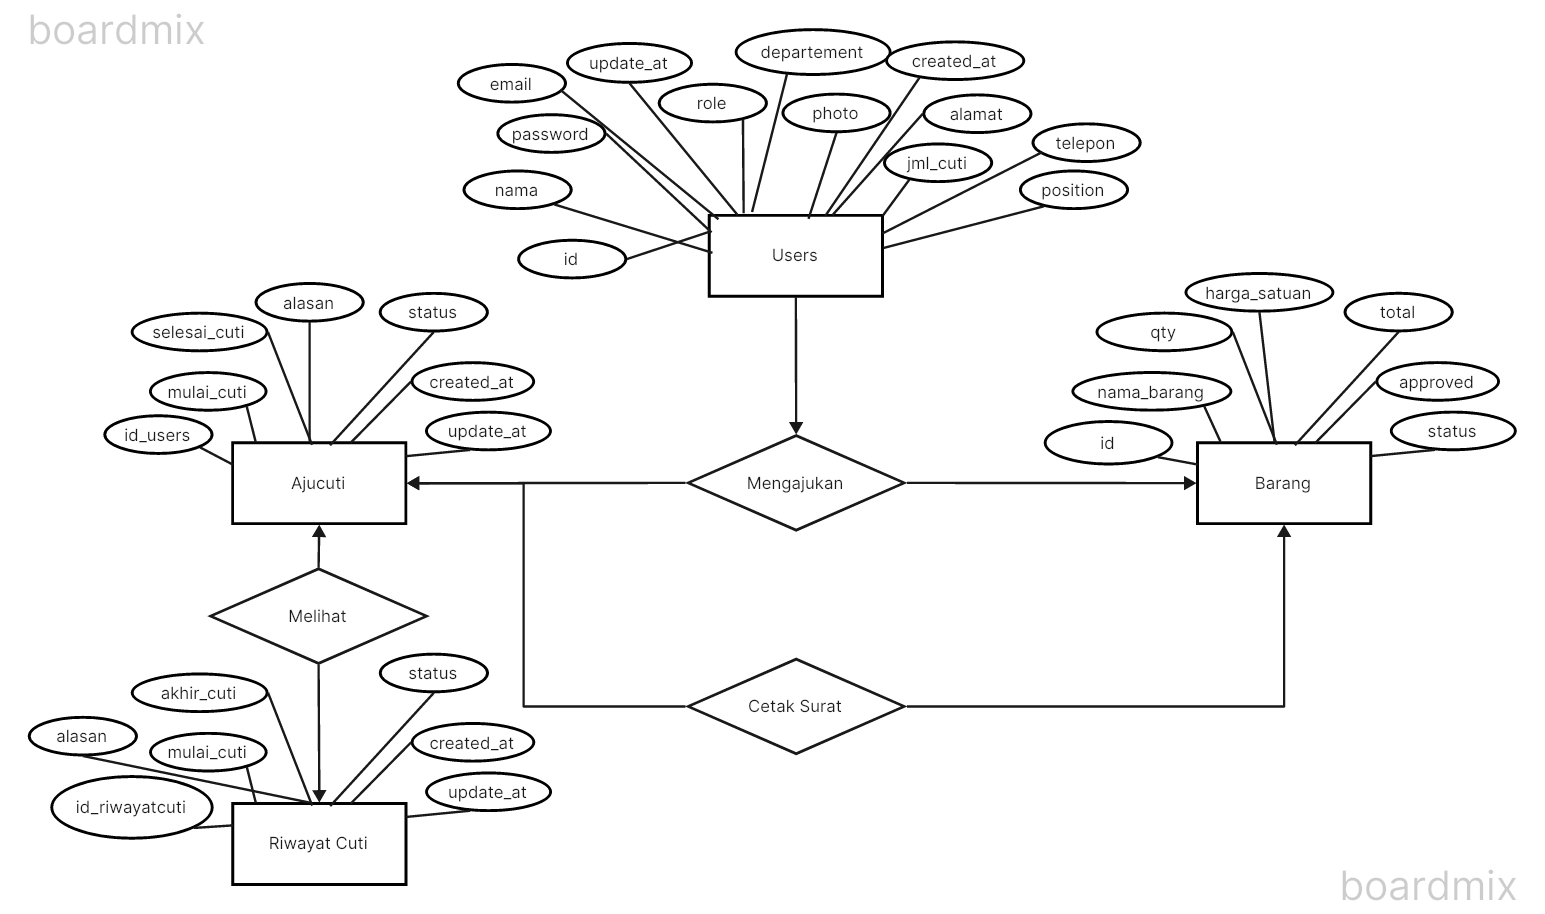 boardmix
departement
update_at
created_at
email
role
photo
alamat
password
telepon
jml_cuti
nama
position
id
Users
alasan
status
selesai_cuti
mulai_cuti
created_at
id_users
update_at
Ajucuti
harga_satuan
total
qty
nama_barang
approved
id
status
Barang
Mengajukan
Melihat
Cetak Surat
akhir_cuti
status
alasan
mulai_cuti
created_at
id_riwayatcuti
update_at
Riwayat Cuti
boardmix